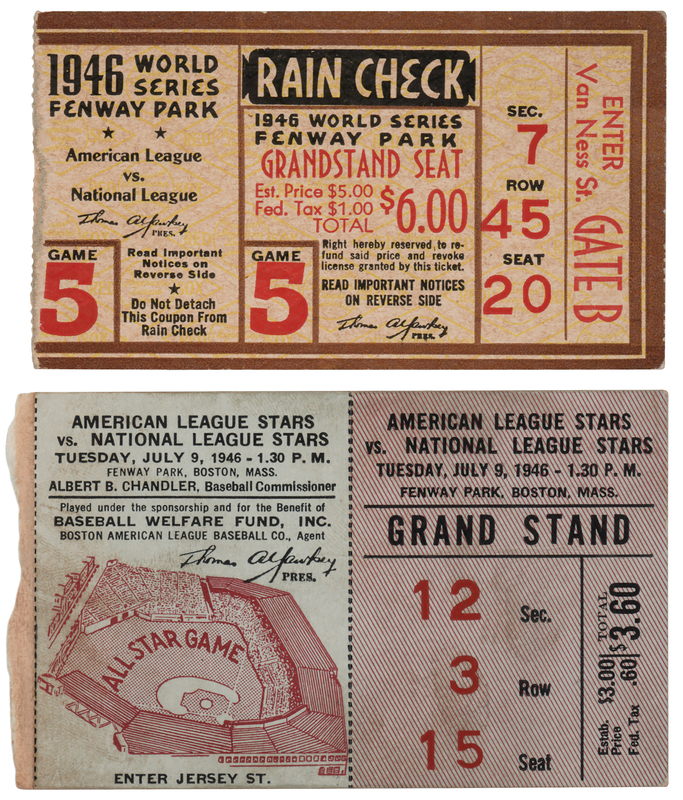 1946 WORLD
SERIES
FENWAY PARK
American League
vs.
National League
Thomas A Yawkey
PRES.
GAME
5
Read Important
Notices on
Reverse Side
Do Not Detach
This Coupon From
Rain Check
RAIN CHECK
1946 WORLD SERIES
FENWAY PARK
GRANDSTAND SEAT
Est. Price $5.00
Fed. Tax $1.00
TOTAL
$6.00
GAME
5
Right hereby reserved to re-
fund said price and revoke
license granted by this ticket.
READ IMPORTANT NOTICES
ON REVERSE SIDE
Thomas A Yawkey
PRES.
SEC.
7
ROW
45
SEAT
20
ENTER
Van Ness St.
GATE B
AMERICAN LEAGUE STARS
vs. NATIONAL LEAGUE STARS
TUESDAY, JULY 9, 1946 - 1.30 P. M.
FENWAY PARK, BOSTON, MASS.
ALBERT B. CHANDLER, Baseball Commissioner
Played under the sponsorship and for the Benefit of
BASEBALL WELFARE FUND, INC.
BOSTON AMERICAN LEAGUE BASEBALL CO., Agent
Thomas A Yawkey
PRES.
ALL STAR GAME
ENTER JERSEY ST.
AMERICAN LEAGUE STARS
vs. NATIONAL LEAGUE STARS
TUESDAY, JULY 9, 1946 - 1.30 P. M.
FENWAY PARK, BOSTON, MASS.
GRAND STAND
12 Sec.
3 Row
15 Seat
Estab. Price $3.00
Fed. Tax .60
TOTAL $3.60